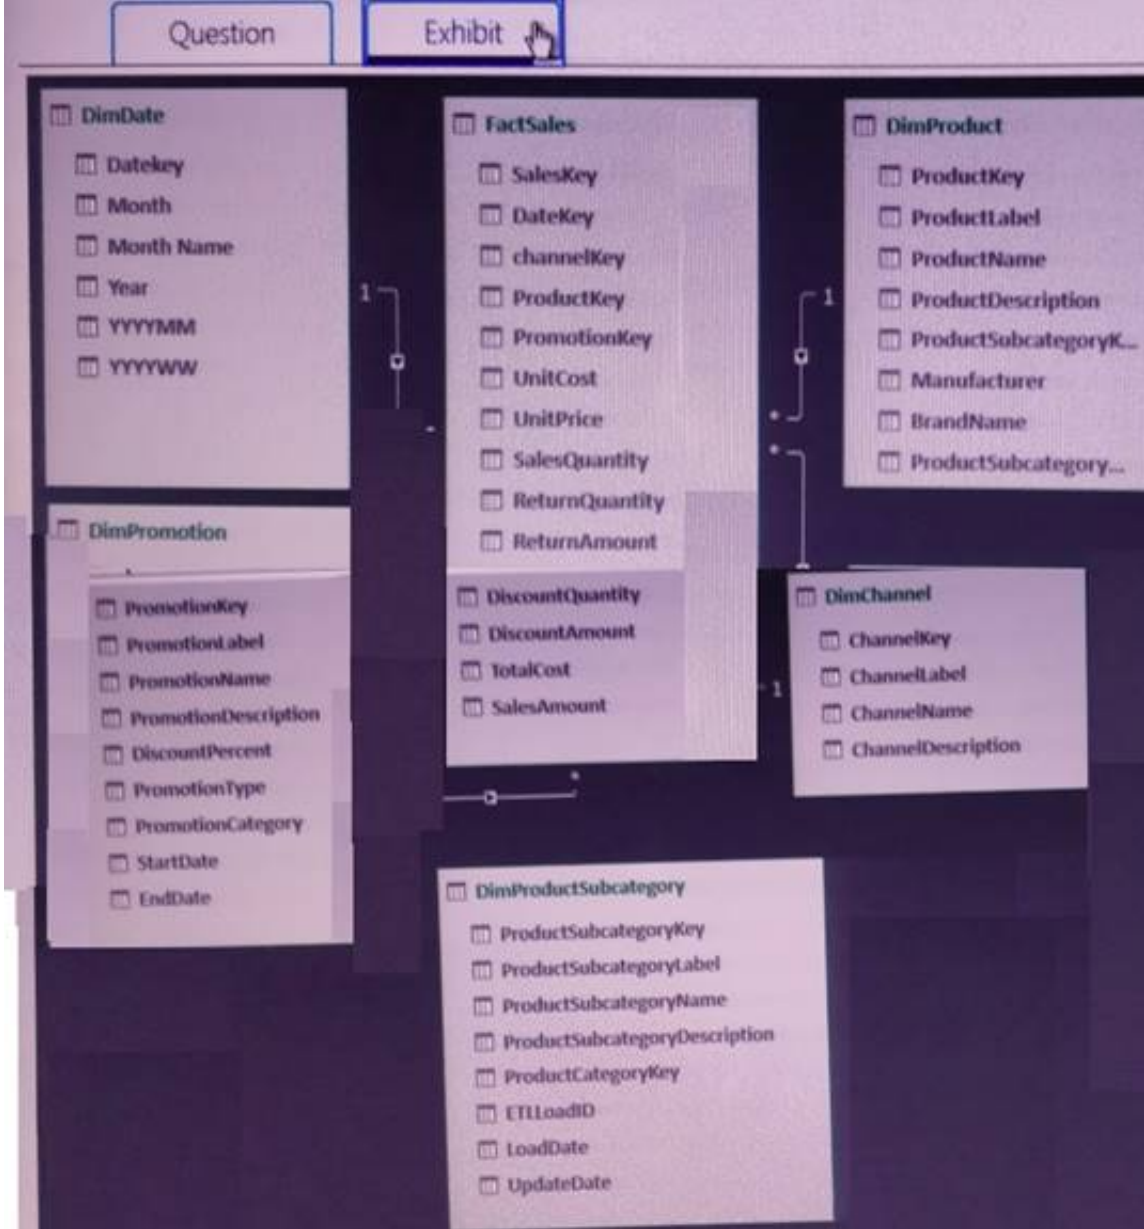 Question
Exhibit
DimDate
Datekey
Month
Month Name
Year
YYYYMM
YYYYWW
1
FactSales
SalesKey
DateKey
channelKey
ProductKey
PromotionKey
UnitCost
UnitPrice
SalesQuantity
ReturnQuantity
ReturnAmount
DiscountQuantity
DiscountAmount
TotalCost
SalesAmount
*
1
*
*
DimProduct
ProductKey
ProductLabel
ProductName
ProductDescription
ProductSubcategoryK...
Manufacturer
BrandName
ProductSubcategory...
DimPromotion
PromotionKey
PromotionLabel
PromotionName
PromotionDescription
DiscountPercent
PromotionType
PromotionCategory
StartDate
EndDate
1
DimChannel
ChannelKey
ChannelLabel
ChannelName
ChannelDescription
DimProductSubcategory
ProductSubcategoryKey
ProductSubcategoryLabel
ProductSubcategoryName
ProductSubcategoryDescription
ProductCategoryKey
ETLLoadID
LoadDate
UpdateDate